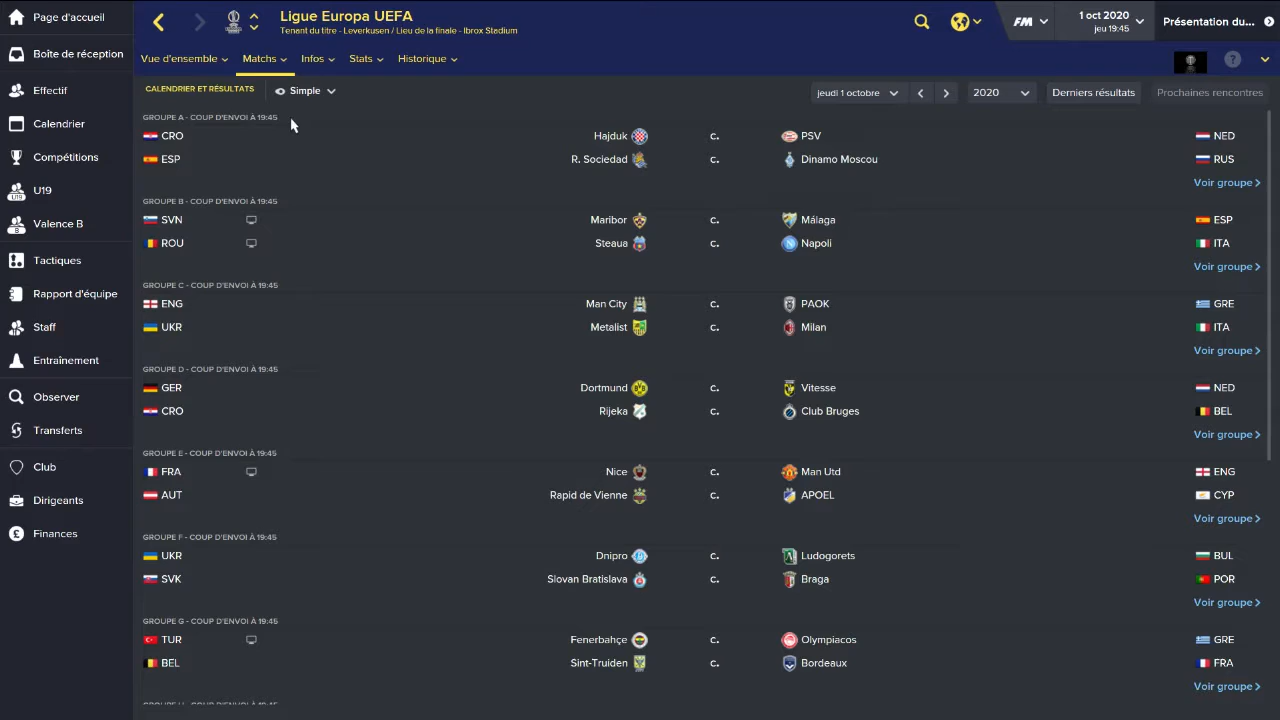 Page d'accueil
Boîte de réception
Effectif
Calendrier
Compétitions
U19
Valence B
Tactiques
Rapport d'équipe
Staff
Entraînement
Observer
Transferts
Club
Dirigeants
Finances
Ligue Europa UEFA
Tenant du titre - Leverkusen / Lieu de la finale - Ibrox Stadium
FM
1 oct 2020
jeu 19:45
Présentation du...
Vue d'ensemble Matchs Infos Stats Historique
CALENDRIER ET RÉSULTATS Simple jeudi 1 octobre 2020 Derniers résultats Prochaines rencontres
GROUPE A - COUP D'ENVOI À 19:45
CRO Hajduk c. PSV NED
ESP R. Sociedad c. Dinamo Moscou RUS
Voir groupe
GROUPE B - COUP D'ENVOI À 19:45
SVN Maribor c. Málaga ESP
ROU Steaua c. Napoli ITA
Voir groupe
GROUPE C - COUP D'ENVOI À 19:45
ENG Man City c. PAOK GRE
UKR Metalist c. Milan ITA
Voir groupe
GROUPE D - COUP D'ENVOI À 19:45
GER Dortmund c. Vitesse NED
CRO Rijeka c. Club Bruges BEL
Voir groupe
GROUPE E - COUP D'ENVOI À 19:45
FRA Nice c. Man Utd ENG
AUT Rapid de Vienne c. APOEL CYP
Voir groupe
GROUPE F - COUP D'ENVOI À 19:45
UKR Dnipro c. Ludogorets BUL
SVK Slovan Bratislava c. Braga POR
Voir groupe
GROUPE G - COUP D'ENVOI À 19:45
TUR Fenerbahçe c. Olympiacos GRE
BEL Sint-Truiden c. Bordeaux FRA
Voir groupe